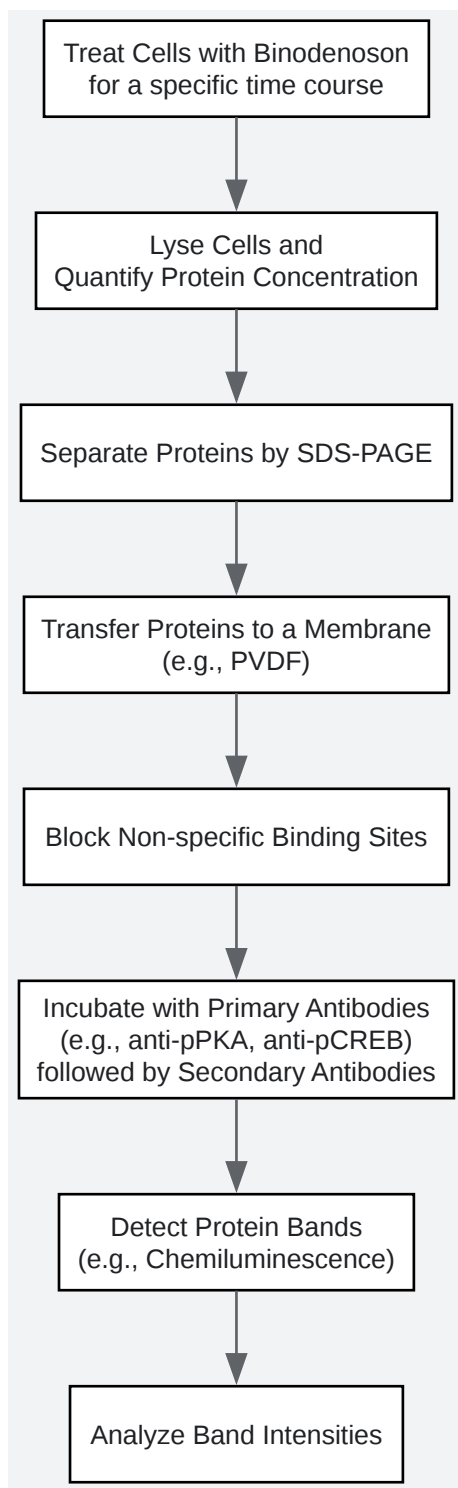 Treat Cells with Binodenoson
for a specific time course
Lyse Cells and
Quantify Protein Concentration
Separate Proteins by SDS-PAGE
Transfer Proteins to a Membrane
(e.g., PVDF)
Block Non-specific Binding Sites
Incubate with Primary Antibodies
(e.g., anti-pPKA, anti-pCREB)
followed by Secondary Antibodies
Detect Protein Bands
(e.g., Chemiluminescence)
Analyze Band Intensities